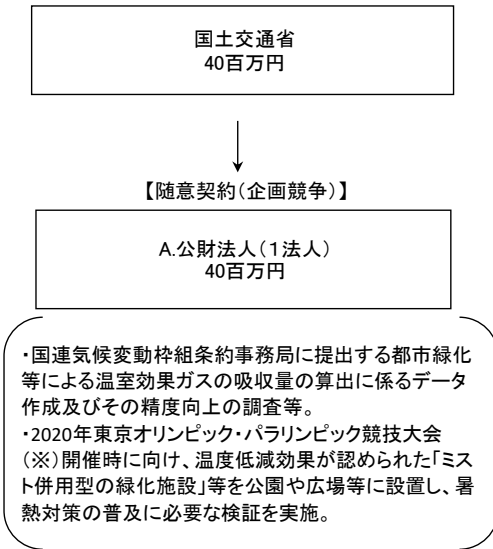 国土交通省
40百万円
【随意契約(企画競争)】
A.公財法人(1法人)
40百万円
・国連気候変動枠組条約事務局に提出する都市緑化
等による温室効果ガスの吸収量の算出に係るデータ
作成及びその精度向上の調査等。
・2020年東京オリンピック・パラリンピック競技大会
(※)開催時に向け、温度低減効果が認められた「ミス
ト併用型の緑化施設」等を公園や広場等に設置し、暑
熱対策の普及に必要な検証を実施。